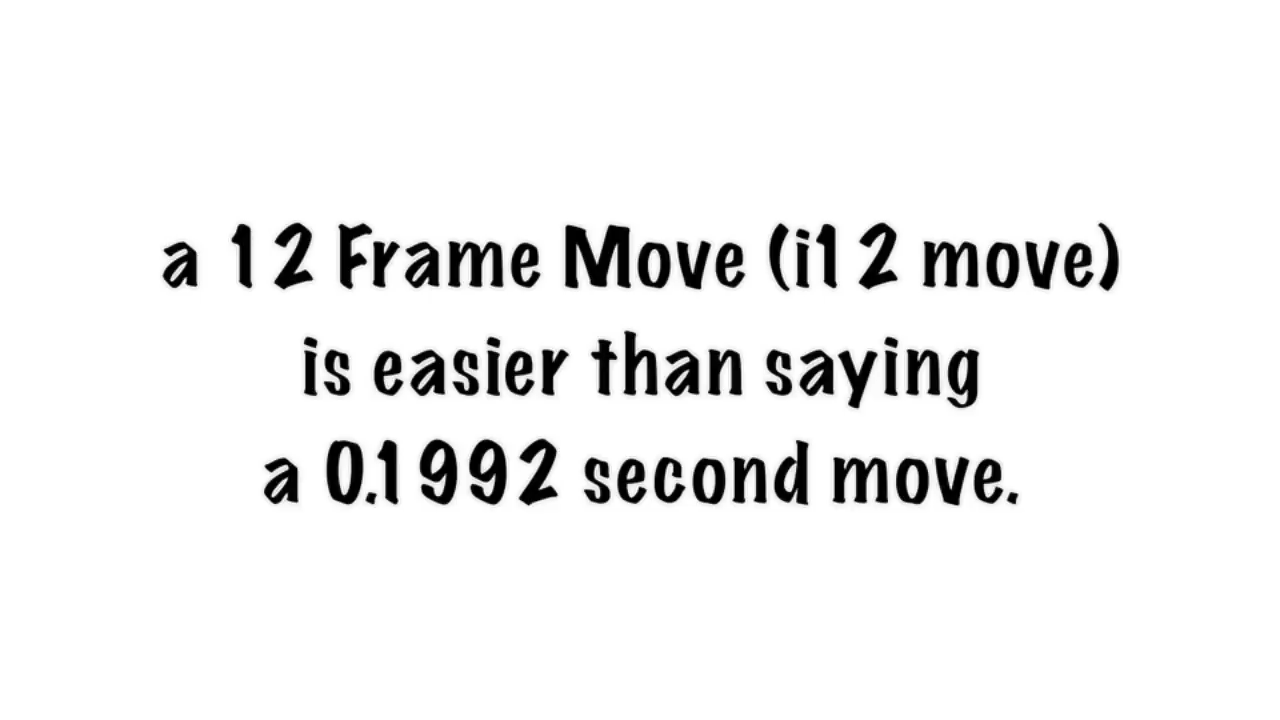 a 12 Frame Move (i12 move)
is easier than saying
a 0.1992 second move.